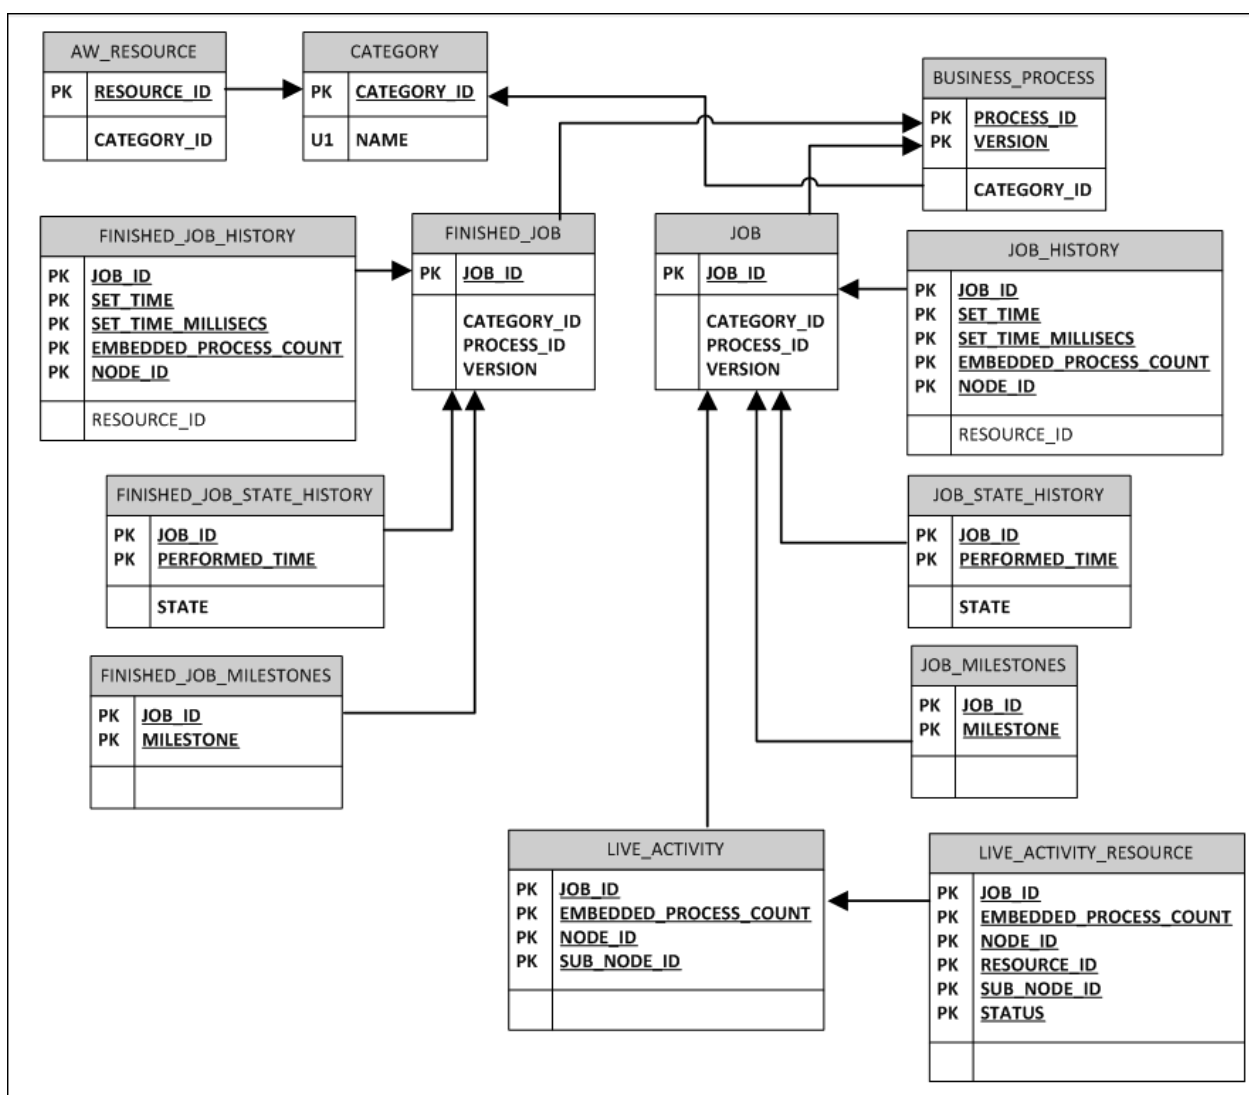 AW_RESOURCE
PK RESOURCE_ID
CATEGORY_ID
CATEGORY
PK CATEGORY_ID
U1 NAME
BUSINESS_PROCESS
PK PROCESS_ID
PK VERSION
CATEGORY_ID
FINISHED_JOB_HISTORY
PK JOB_ID
PK SET_TIME
PK SET_TIME_MILLISECS
PK EMBEDDED_PROCESS_COUNT
PK NODE_ID
RESOURCE_ID
FINISHED_JOB
PK JOB_ID
CATEGORY_ID
PROCESS_ID
VERSION
JOB
PK JOB_ID
CATEGORY_ID
PROCESS_ID
VERSION
JOB_HISTORY
PK JOB_ID
PK SET_TIME
PK SET_TIME_MILLISECS
PK EMBEDDED_PROCESS_COUNT
PK NODE_ID
RESOURCE_ID
FINISHED_JOB_STATE_HISTORY
PK JOB_ID
PK PERFORMED_TIME
STATE
JOB_STATE_HISTORY
PK JOB_ID
PK PERFORMED_TIME
STATE
FINISHED_JOB_MILESTONES
PK JOB_ID
PK MILESTONE
JOB_MILESTONES
PK JOB_ID
PK MILESTONE
LIVE_ACTIVITY
PK JOB_ID
PK EMBEDDED_PROCESS_COUNT
PK NODE_ID
PK SUB_NODE_ID
LIVE_ACTIVITY_RESOURCE
PK JOB_ID
PK EMBEDDED_PROCESS_COUNT
PK NODE_ID
PK RESOURCE_ID
PK SUB_NODE_ID
PK STATUS